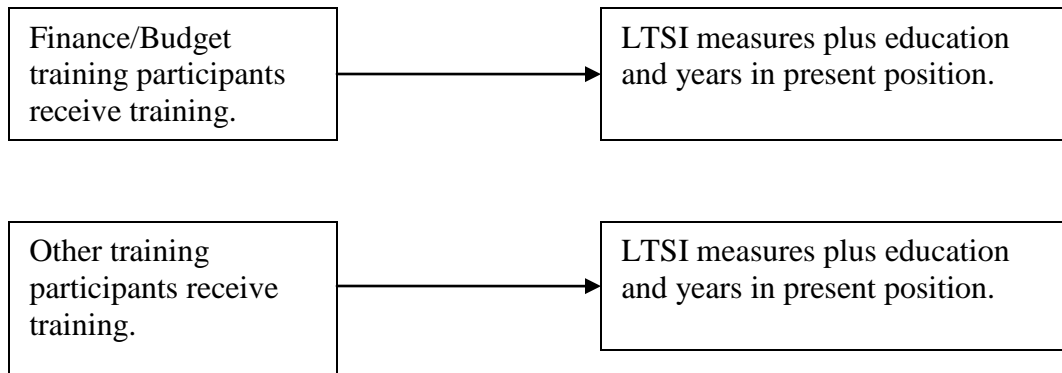 Finance/Budget
training participants
receive training.
LTSI measures plus education
and years in present position.
Other training
participants receive
training.
LTSI measures plus education
and years in present position.